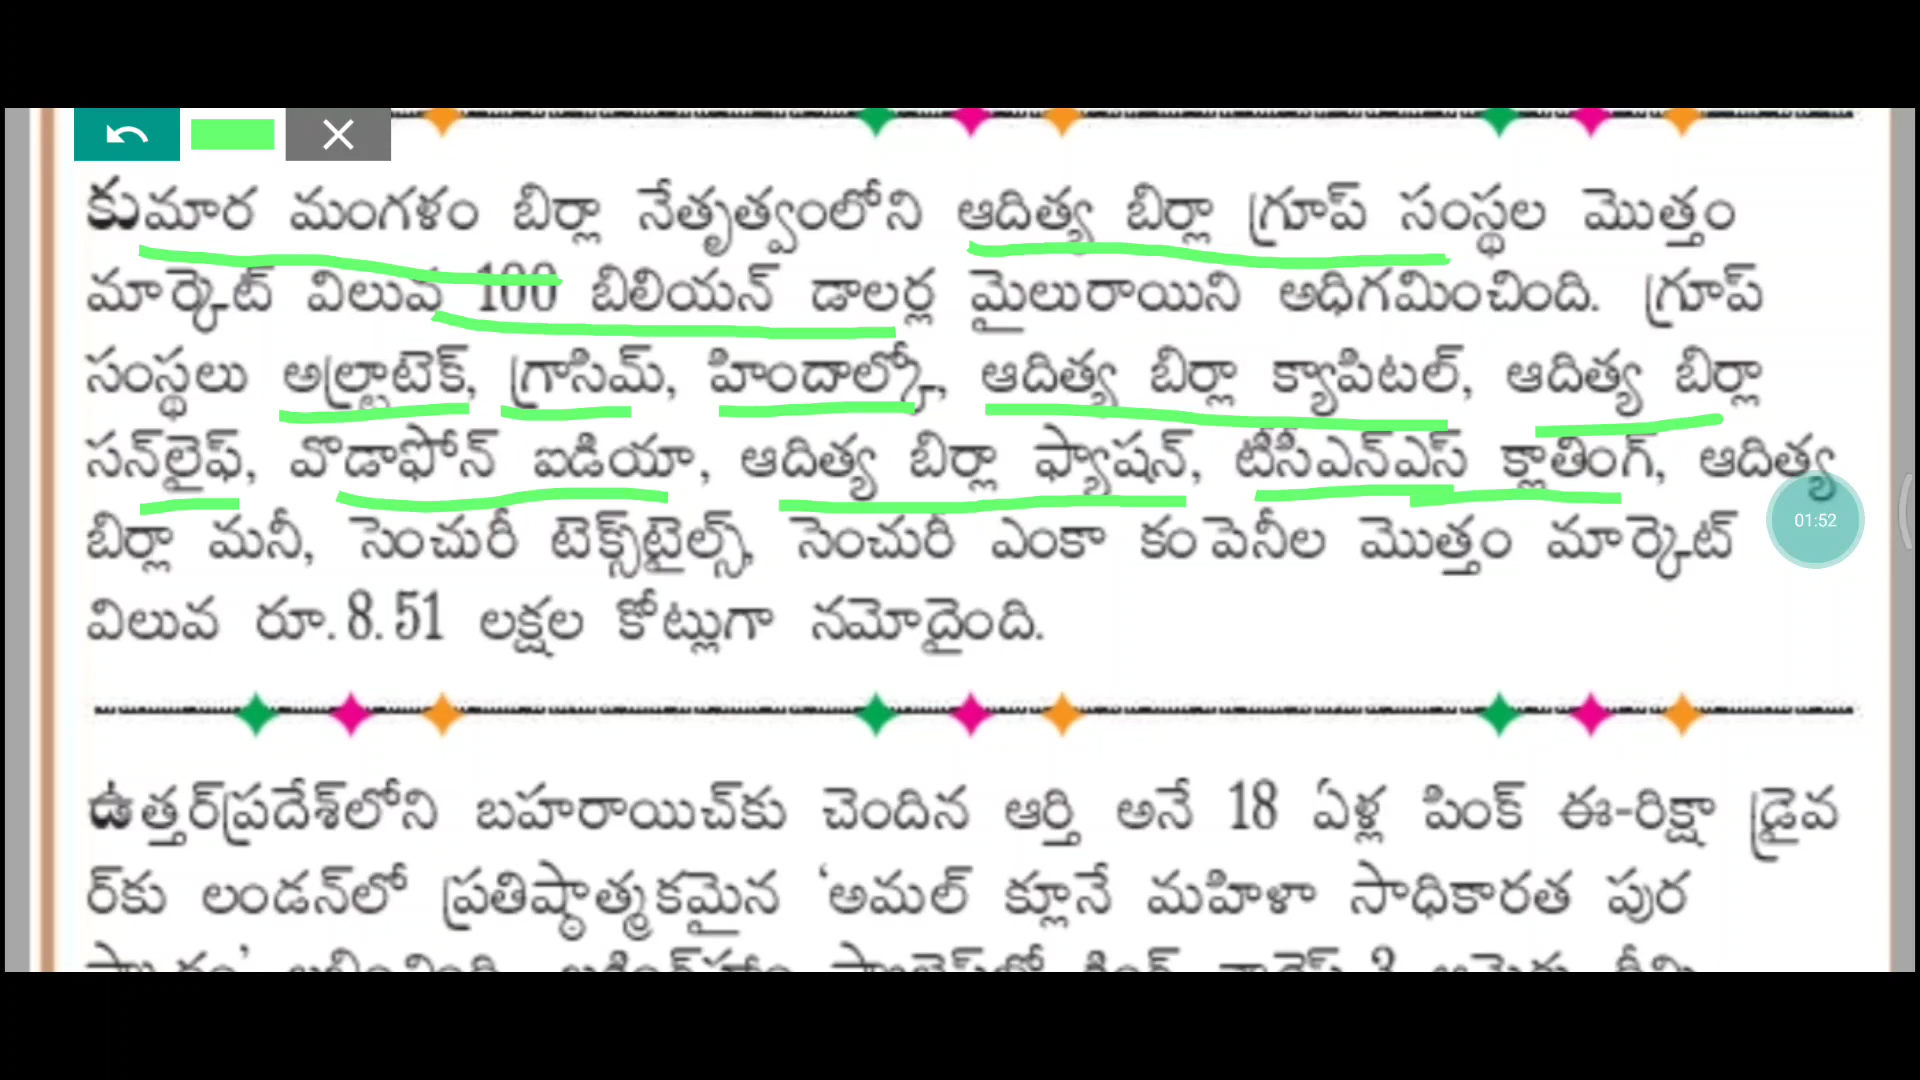 కుమార మంగళం బిర్లా నేతృత్వంలోని ఆదిత్య బిర్లా గ్రూప్ సంస్థల మొత్తం
మార్కెట్ విలువ 100 బిలియన్ డాలర్ల మైలురాయిని అధిగమించింది. గ్రూప్
సంస్థలు అల్ట్రాటెక్, గ్రాసిమ్, హిందాల్కో, ఆదిత్య బిర్లా క్యాపిటల్, ఆదిత్య బిర్లా
సన్‌లైఫ్, వొడాఫోన్ ఐడియా, ఆదిత్య బిర్లా ఫ్యాషన్, టీసీఎన్ఎస్ క్లాతింగ్, ఆదిత్య
బిర్లా మనీ, సెంచురీ టెక్స్‌టైల్స్, సెంచురీ ఎంకా కంపెనీల మొత్తం మార్కెట్
01:52
విలువ రూ.8.51 లక్షల కోట్లుగా నమోదైంది.
ఉత్తర్‌ప్రదేశ్‌లోని బహరాయిచ్‌కు చెందిన ఆర్తి అనే 18 ఏళ్ల పింక్ ఈ-రిక్షా డ్రైవ
ర్‌కు లండన్‌లో ప్రతిష్ఠాత్మకమైన ‘అమల్ క్లూనే మహిళా సాధికారత పుర